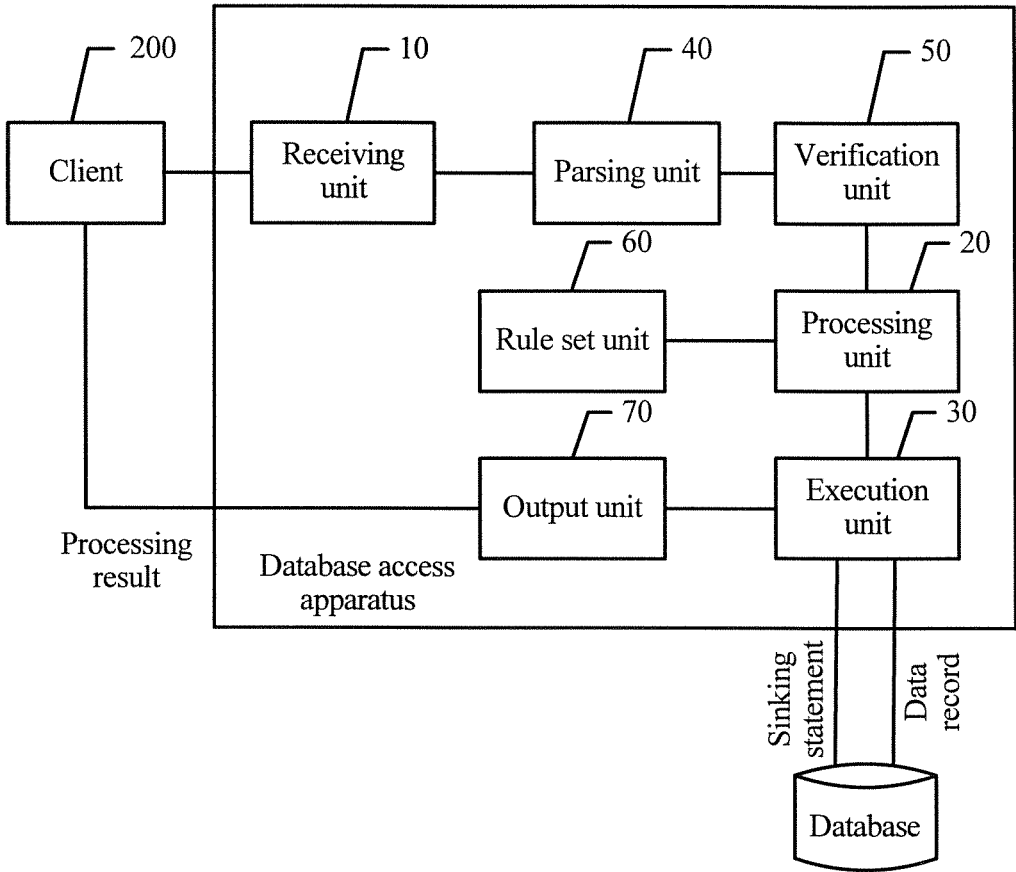 200
10
40
50
Client
Receiving
unit
Parsing unit
Verification
unit
60
20
Rule set unit
Processing
unit
70
30
Output unit
Execution
unit
Processing
result
Database access
apparatus
Sinking
statement
Data
record
Database